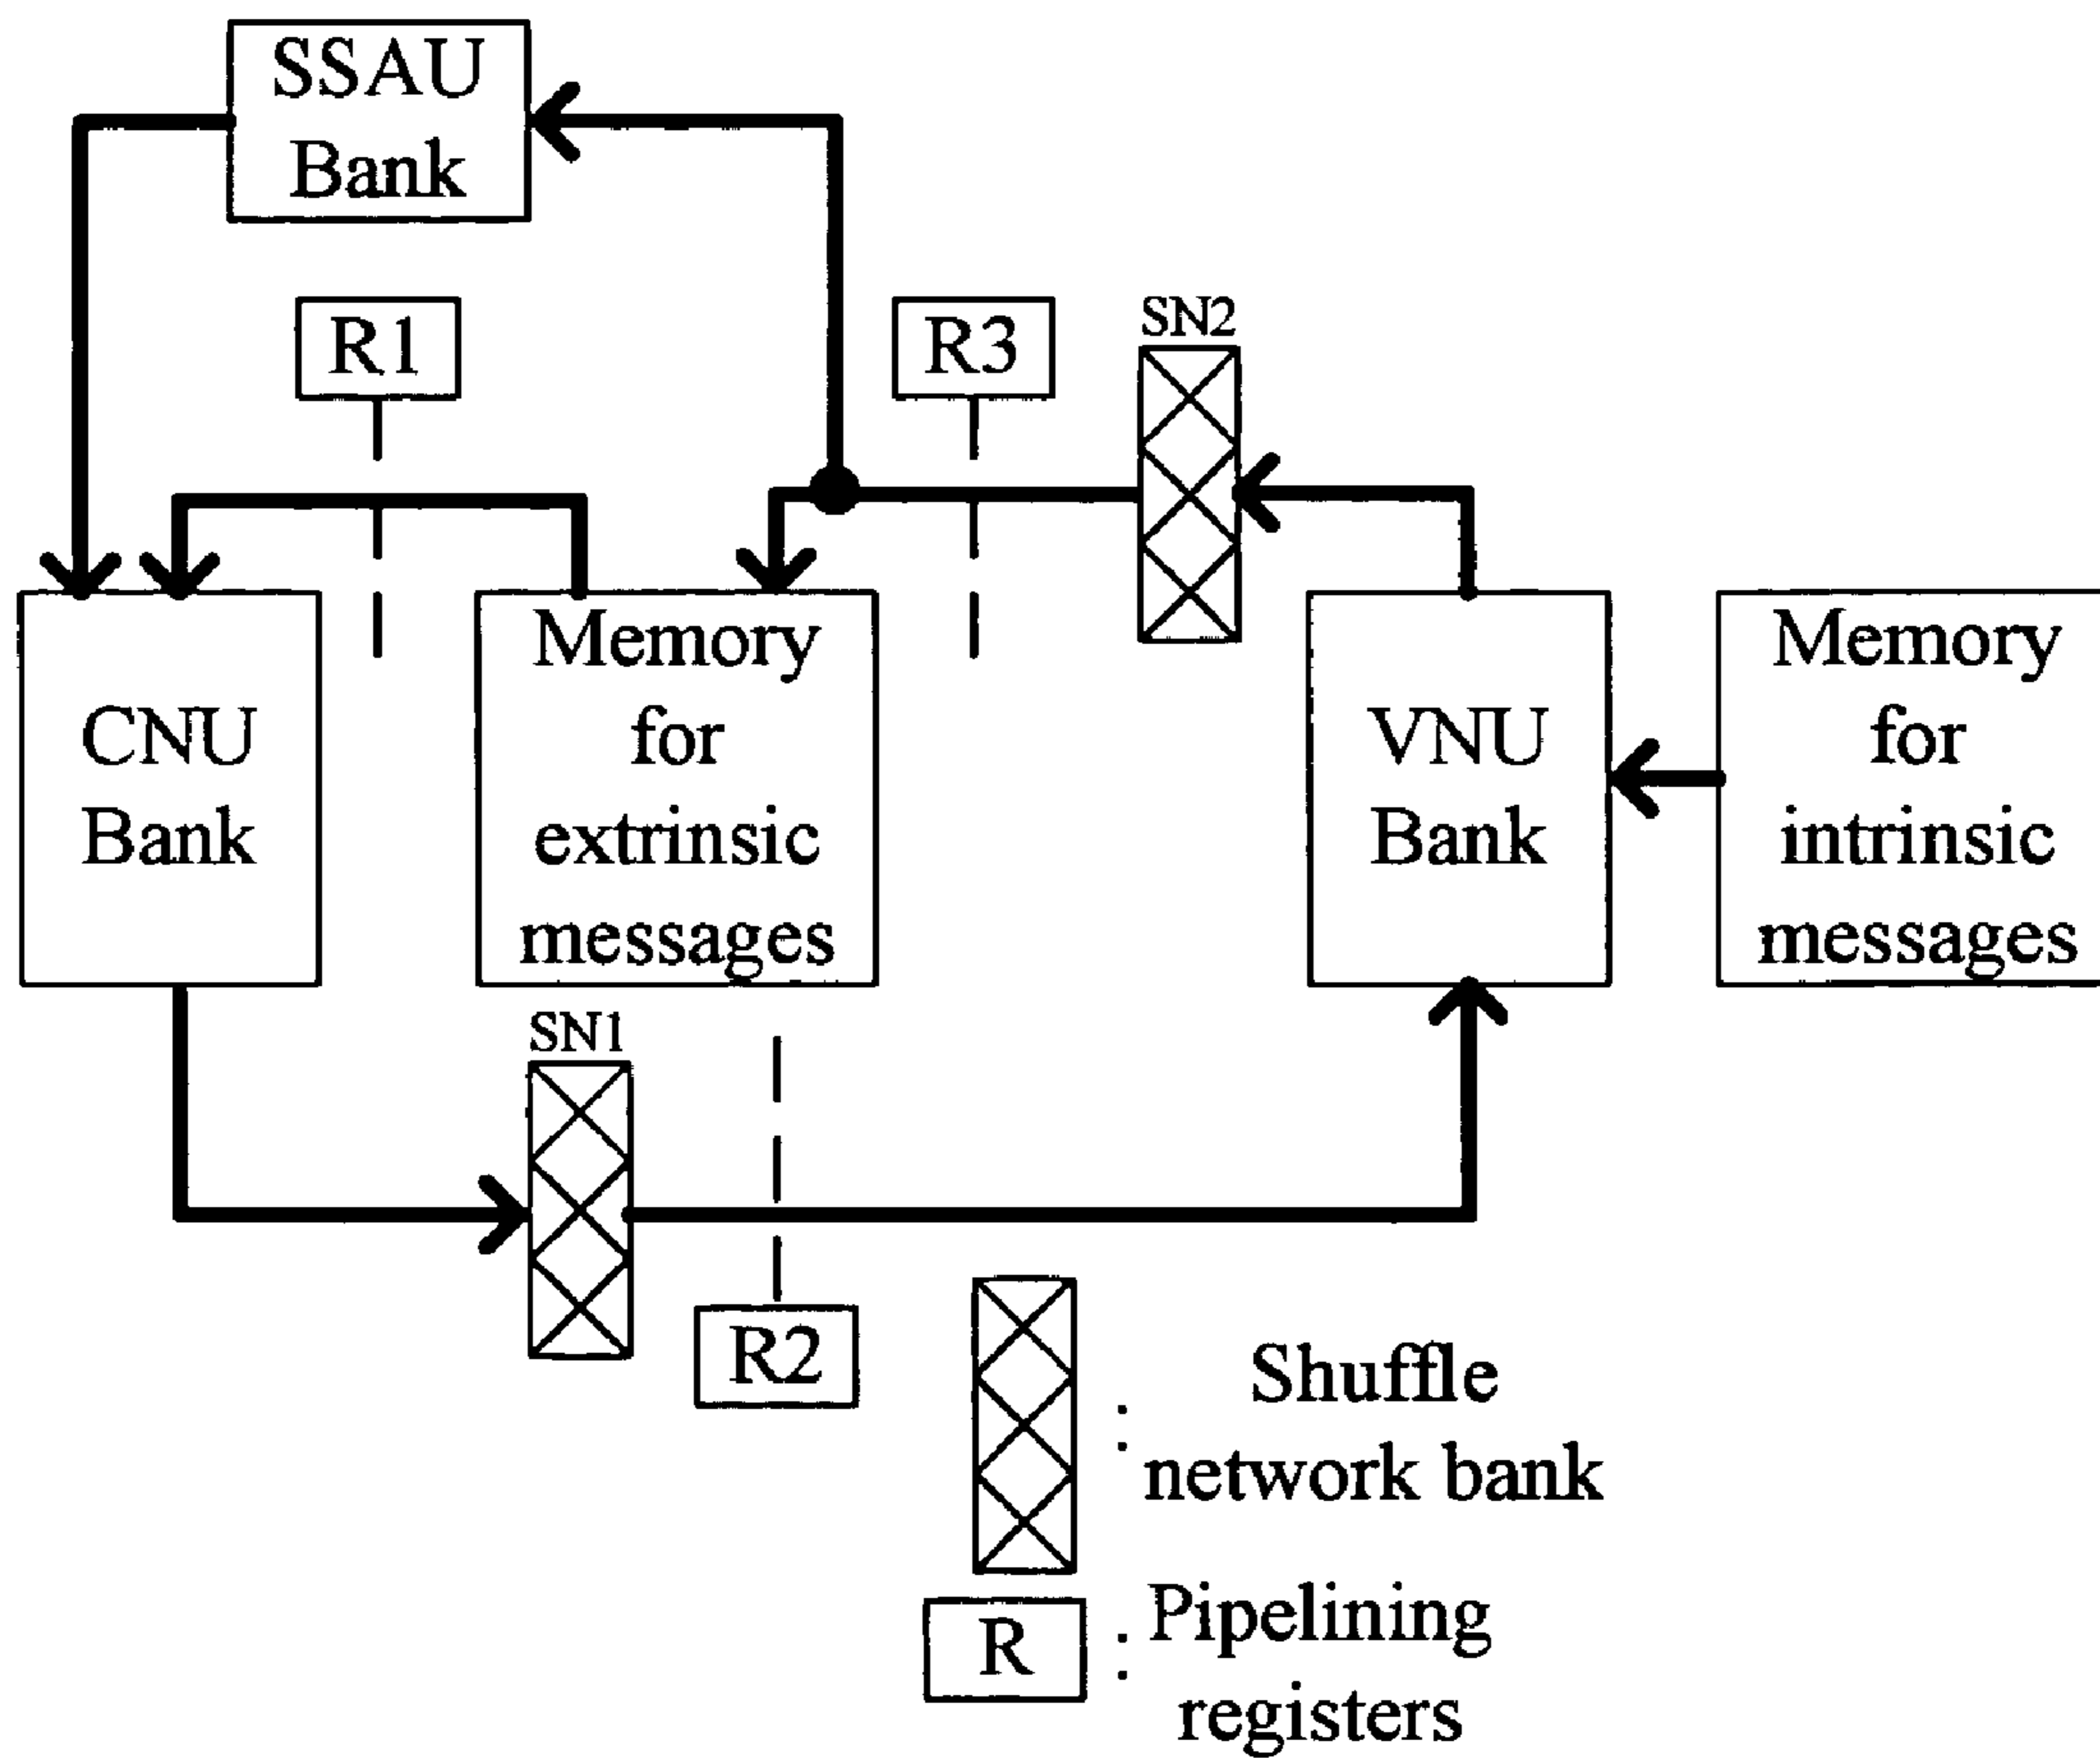 SSAU
Bank
R1
R3
SN2
CNU
Bank
Memory
for
extrinsic
messages
VNU
Bank
Memory
for
intrinsic
messages
SN1
R2
: Shuffle
network bank
R : Pipelining
registers